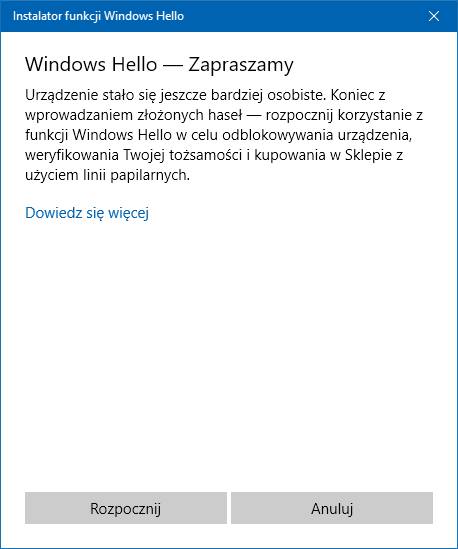 Instalator funkcji Windows Hello
Windows Hello — Zapraszamy
Urządzenie stało się jeszcze bardziej osobiste. Koniec z
wprowadzaniem złożonych haseł — rozpocznij korzystanie z
funkcji Windows Hello w celu odblokowywania urządzenia,
weryfikowania Twojej tożsamości i kupowania w Sklepie z
użyciem linii papilarnych.
Dowiedz się więcej
Rozpocznij
Anuluj